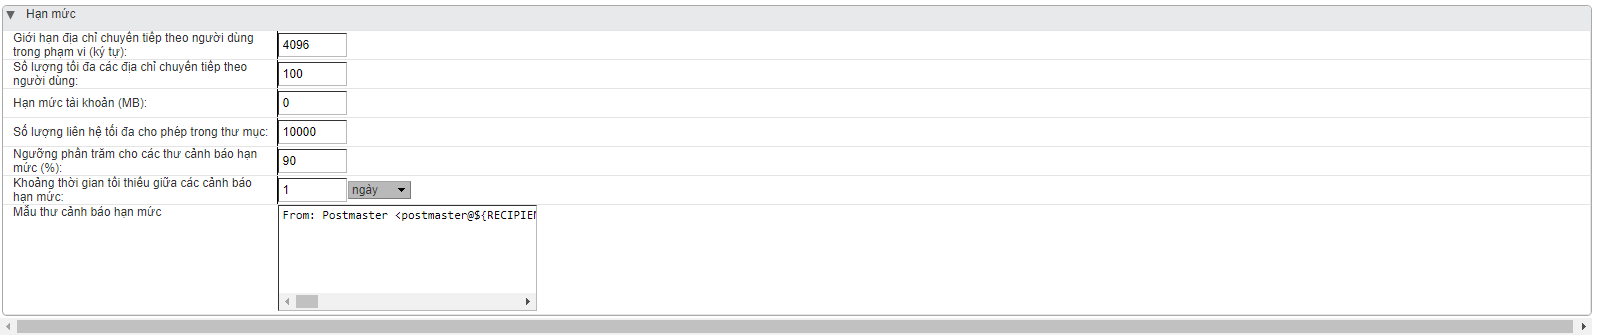 Hạn mức
Giới hạn địa chỉ chuyển tiếp theo người dùng
trong phạm vi (ký tự):
4096
Số lượng tối đa các địa chỉ chuyển tiếp theo
người dùng:
100
Hạn mức tài khoản (MB):
0
Số lượng liên hệ tối đa cho phép trong thư mục:
10000
Ngưỡng phần trăm cho các thư cảnh báo hạn
mức (%):
90
Khoảng thời gian tối thiểu giữa các cảnh báo
hạn mức:
1
ngày
Mẫu thư cảnh báo hạn mức
From: Postmaster <postmaster@${RECIPIEN